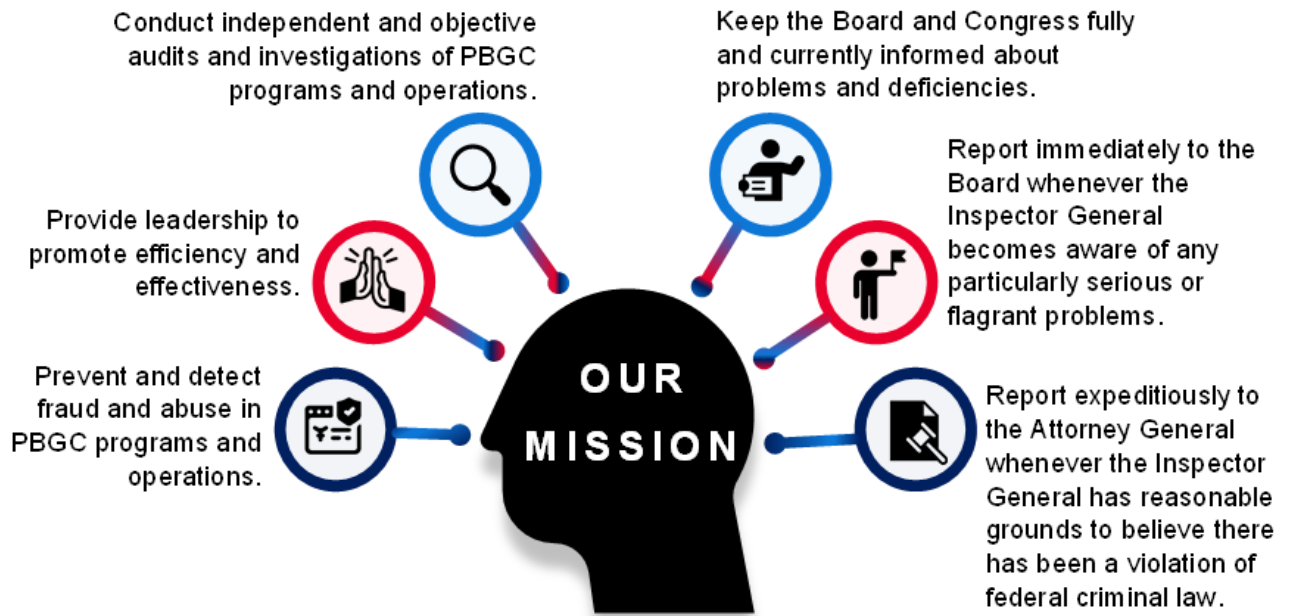 Conduct independent and objective
audits and investigations of PBGC
programs and operations.
Keep the Board and Congress fully
and currently informed about
problems and deficiencies.
Provide leadership to
promote efficiency and
effectiveness.
Report immediately to the
Board whenever the
Inspector General
becomes aware of any
particularly serious or
flagrant problems.
Prevent and detect
fraud and abuse in
PBGC programs and
operations.
¥
OUR
MISSION
Report expeditiously to
the Attorney General
whenever the Inspector
General has reasonable
grounds to believe there
has been a violation of
federal criminal law.